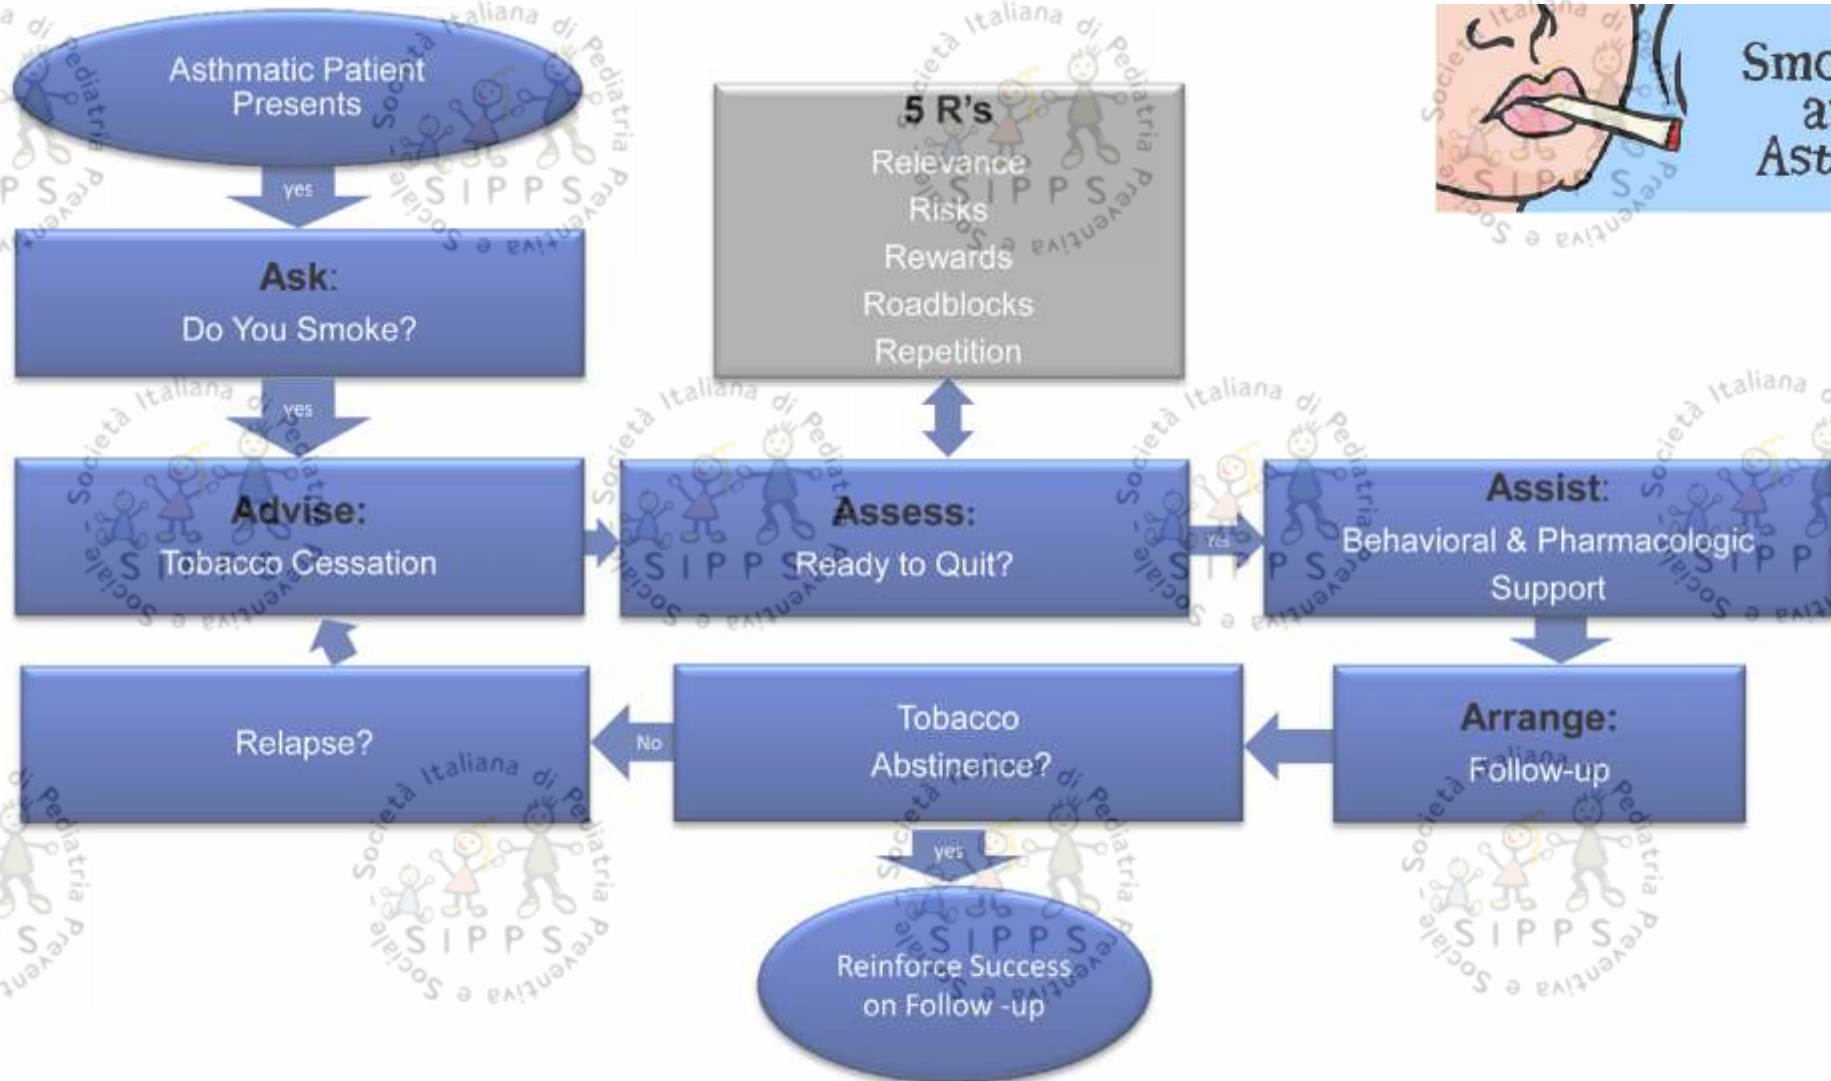 Asthmatic Patient
Presents
yes
Ask:
Do You Smoke?
yes
Advise:
Tobacco Cessation
5 R's
Relevance
Risks
Rewards
Roadblocks
Repetition
Assess:
Ready to Quit?
Yes
Assist:
Behavioral & Pharmacologic
Support
Arrange:
Follow-up
Tobacco
Abstinence?
No
Relapse?
yes
Reinforce Success
on Follow -up
Smo
a
Ast
Società Italiana di Pediatria Preventiva e Sociale -
SIPPS